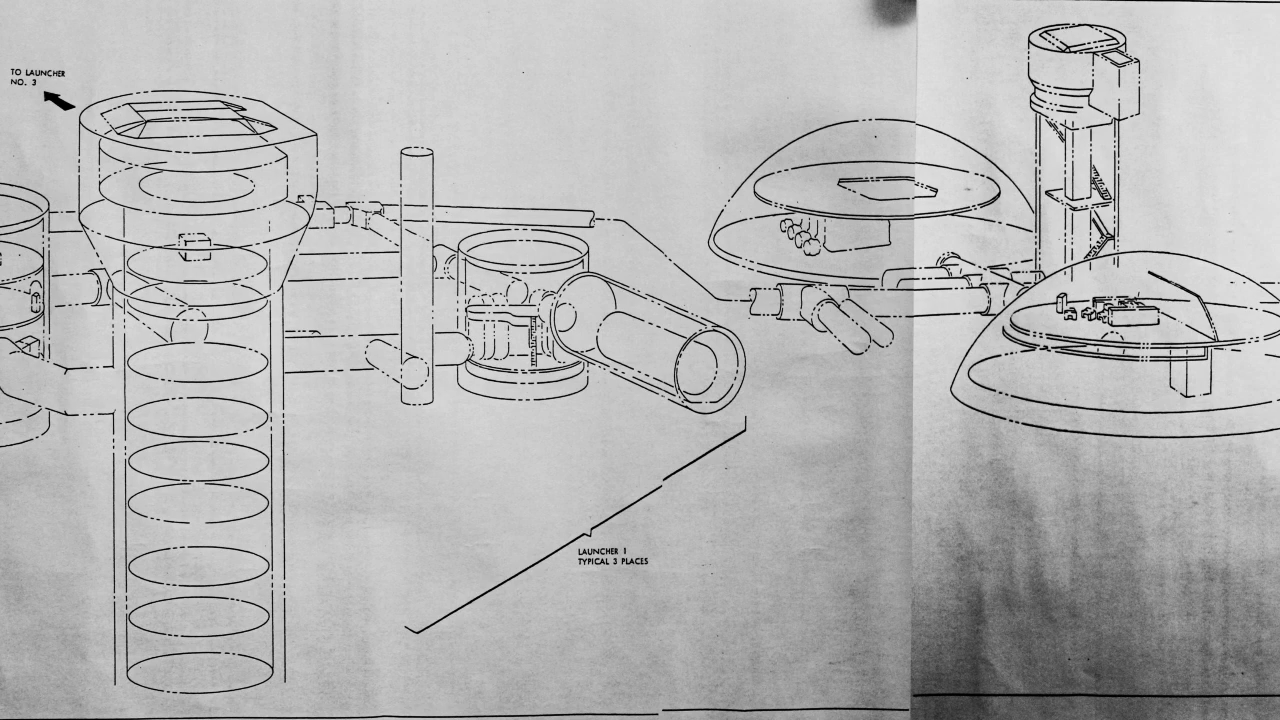 TO LAUNCHER
NO. 3
LAUNCHER 1
TYPICAL 3 PLACES